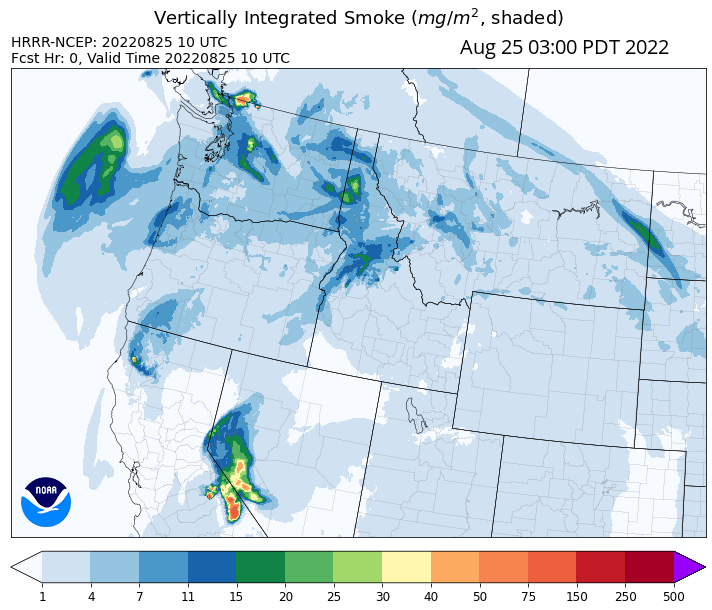 Vertically Integrated Smoke (mg/m², shaded)
HRRR-NCEP: 20220825 10 UTC
Fcst Hr: 0, Valid Time 20220825 10 UTC
Aug 25 03:00 PDT 2022
NOAA
1 4 7 11 15 20 25 30 40 50 75 150 250 500